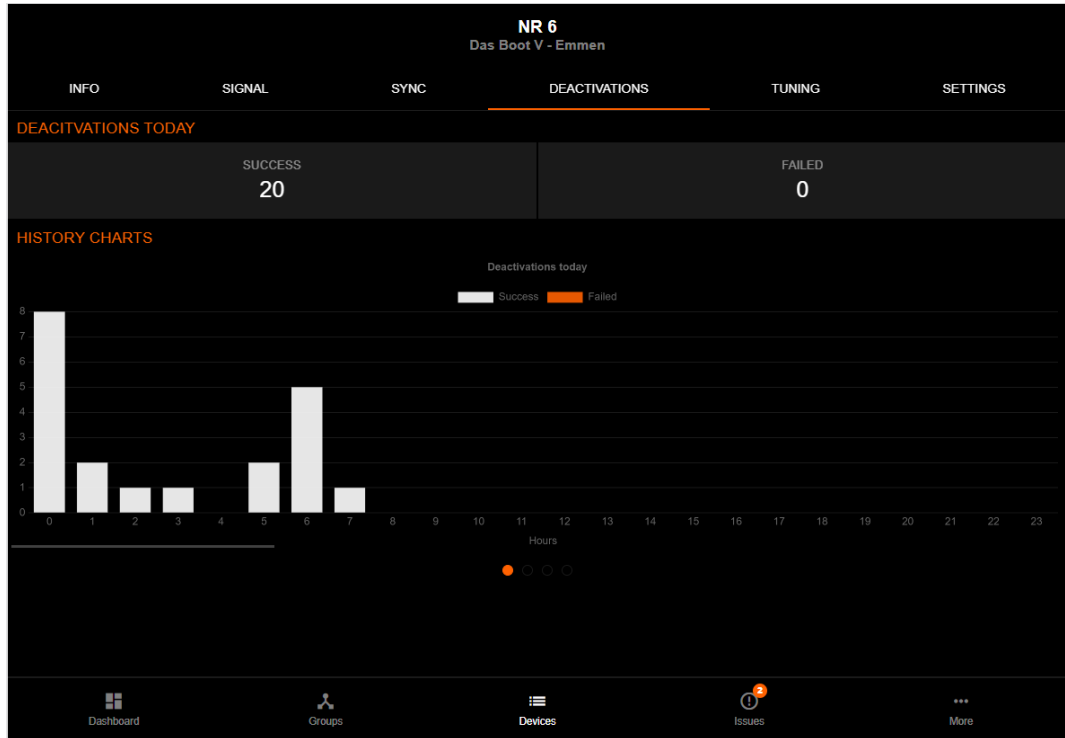 NR 6
Das Boot V - Emmen
INFO SIGNAL SYNC DEACTIVATIONS TUNING SETTINGS
DEACITVATIONS TODAY
SUCCESS FAILED
20 0
HISTORY CHARTS
Deactivations today
Success Failed
8
7
6
5
4
3
2
1
0
0 1 2 3 4 5 6 7 8 9 10 11 12 13 14 15 16 17 18 19 20 21 22 23
Hours
2
Dashboard Groups Devices Issues More